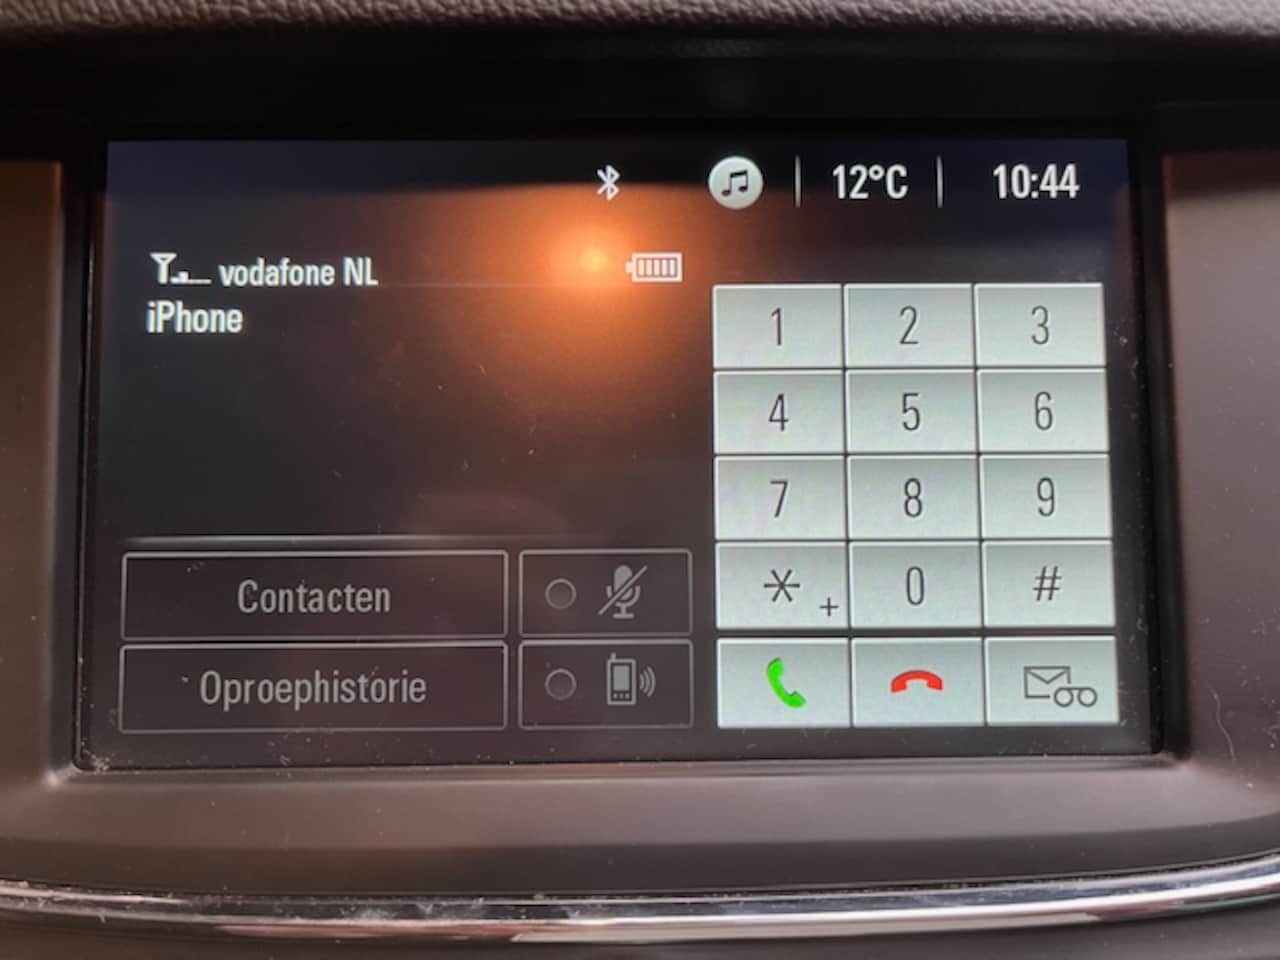 12°C
10:44
vodafone NL
iPhone
1 2 3
4 5 6
7 8 9
*+ 0 #
Contacten
Oproephistorie